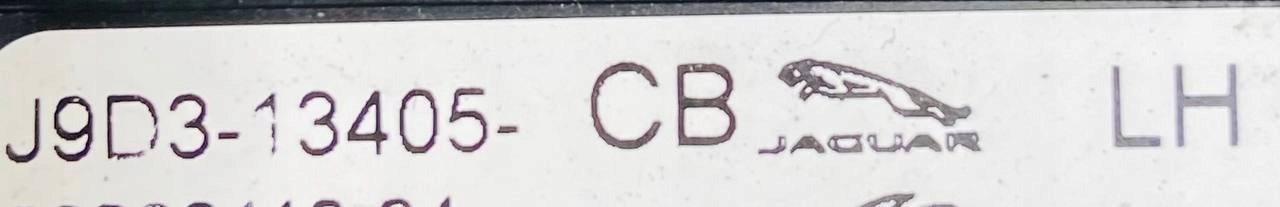 J9D3-13405- CB JAGUAR LH